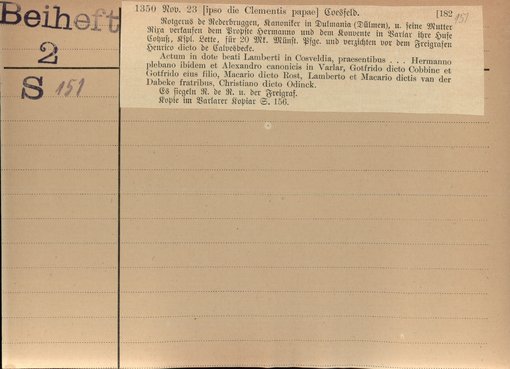 Beiheft
2
S 151
1350 Nov. 23 [ipso die Clementis papae] Coesfeld. [182 151
Rotgerus de Rederbruggen, Kanoniker in Dulmania (Dülmen), u. seine Mutter
Riza verkaufen dem Propste Hermanno und dem Konvente in Varlar ihre Hufe
Cohus, Kspl. Lette, für 20 Mk. Münst. Pfge. und verzichten vor dem Freigrafen
Henrico dicto de Calvesbeke.
Actum in dote beati Lamberti in Cosveldia, praesentibus . . . Hermanno
plebano ibidem et Alexandro canonicis in Varlar, Gotfrido dicto Cobbine et
Gotfrido eius filio, Macario dicto Rost, Lamberto et Macario dictis van der
Dabeke fratribus, Christiano dicto Odinck.
Es siegeln R. de R. u. der Freigraf.
Kopie im Varlarer Kopiar S. 156.